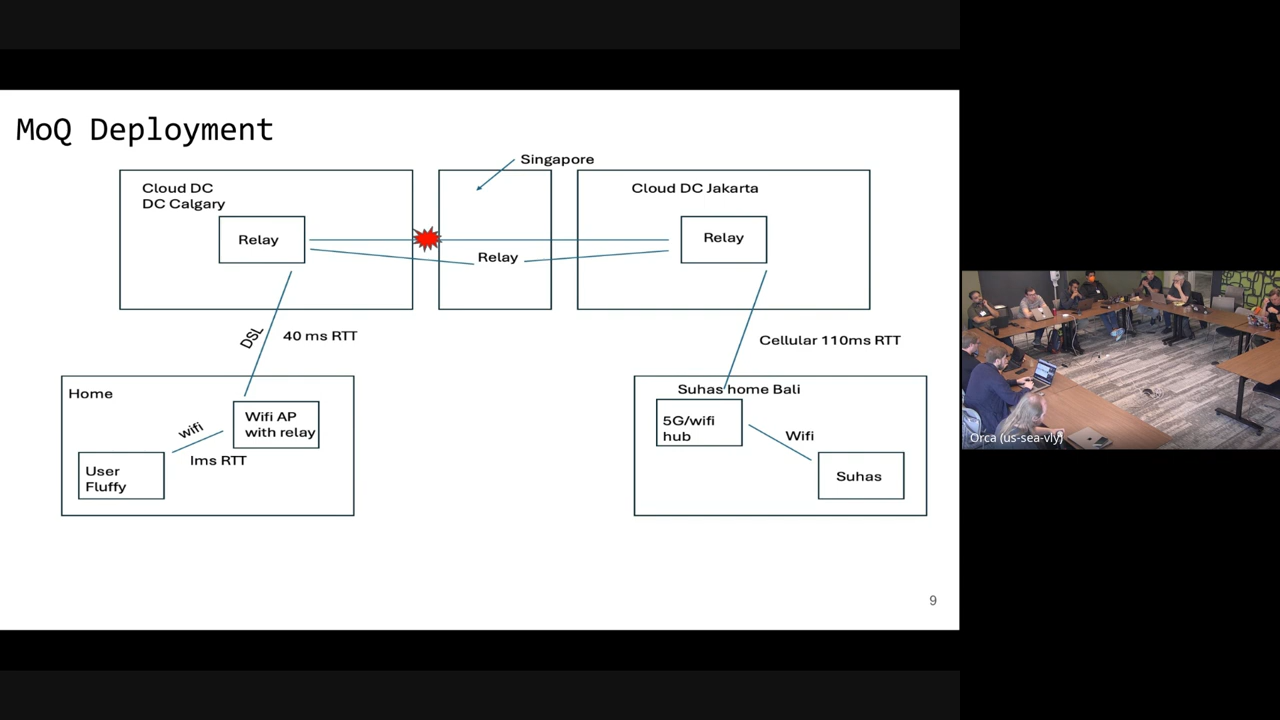 MoQ Deployment
Singapore
Cloud DC
DC Calgary
Relay
Relay
Cloud DC Jakarta
Relay
DSL
40 ms RTT
Cellular 110ms RTT
Home
Wifi AP
with relay
wifi
1ms RTT
User
Fluffy
Suhas home Bali
5G/wifi
hub
Wifi
Suhas
9
Orca (us-sea-vly)